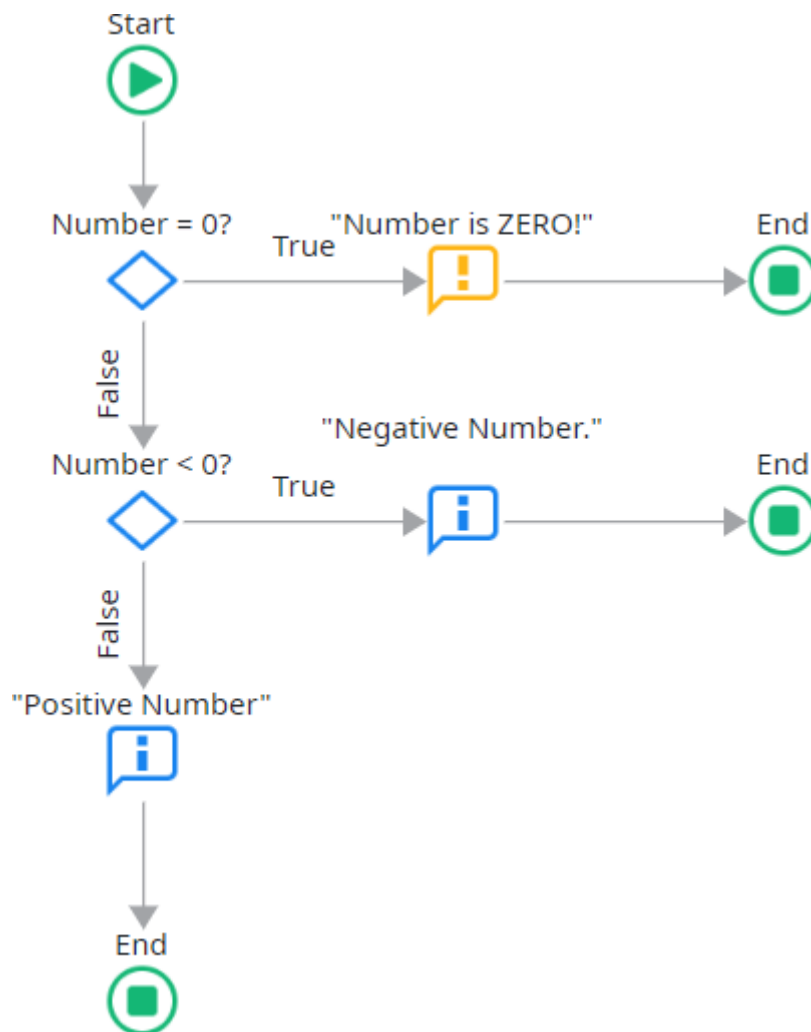 Start
Number = 0?
True
"Number is ZERO!"
End
False
Number < 0?
True
"Negative Number."
End
False
"Positive Number"
End